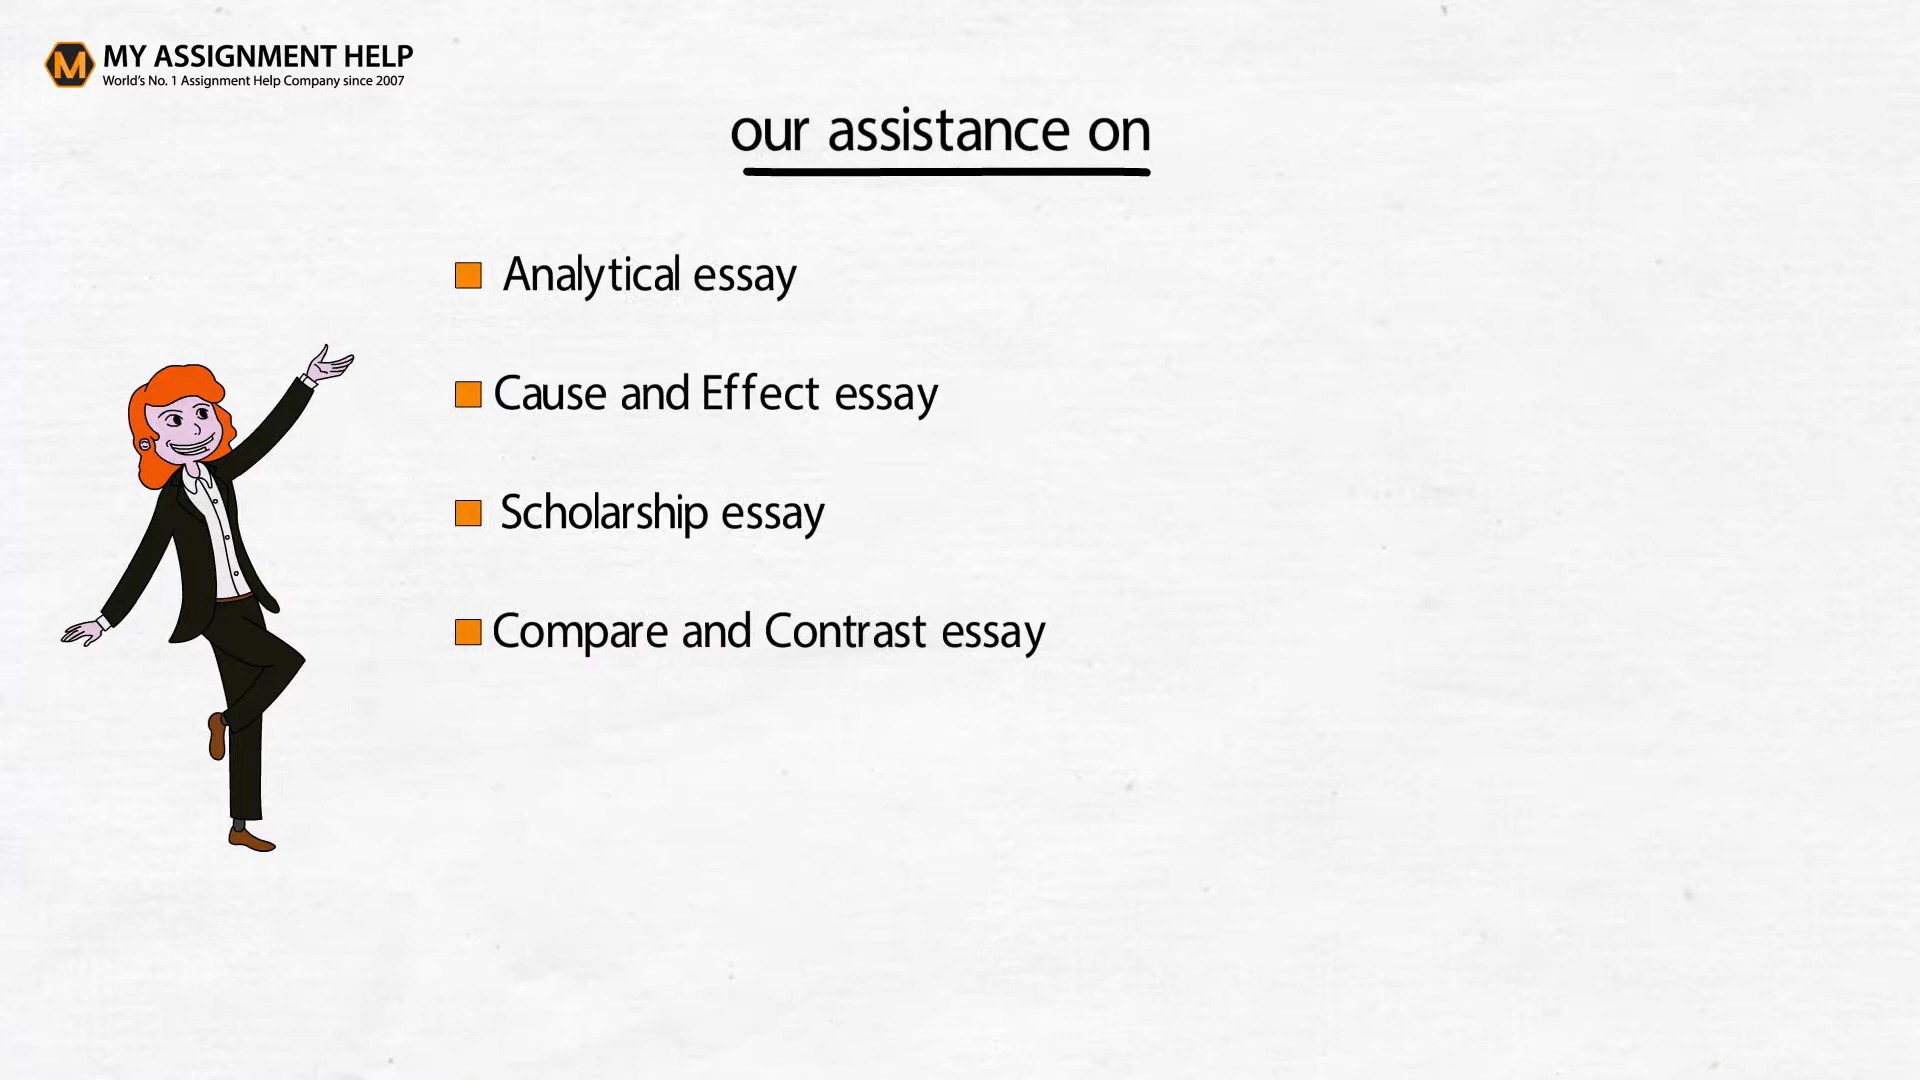 MY ASSIGNMENT HELP
World's No. 1 Assignment Help Company since 2007
our assistance on
Analytical essay
Cause and Effect essay
Scholarship essay
Compare and Contrast essay